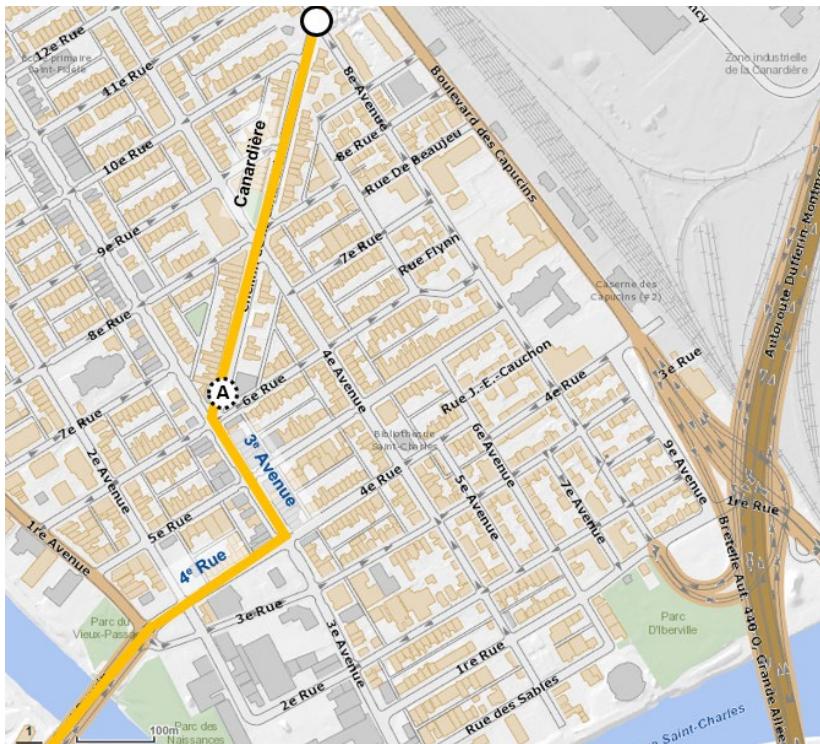 12e Rue
École primaire
Saint-Fidèle
11e Rue
8e Avenue
Boulevard des Capucins
Zone industrielle
de la Canardière
10e Rue
Canardière
8e Rue
Rue De Beaujeu
9e Rue
7e Rue
Rue Flynn
Caserne des
Capucins (#2)
Autoroute Dufferin-Montmo
8e Rue
4e Avenue
3e Rue
A
6e Rue
Rue J.-E.-Cauchon
4e Rue
7e Rue
2e Avenue
3e Avenue
Bibliothèque
Saint-Charles
6e Avenue
9e Avenue
4e Rue
5e Avenue
7e Avenue
1re Rue
5e Rue
1re Avenue
4e Rue
Bretelle Aut. 440 O, Grande Allée
Parc du
3e Rue
Parc
D'Iberville
3e Avenue
1re Rue
2e Rue
Rue des Sables
Saint-Charles
Parc des
Naissances
1
100m